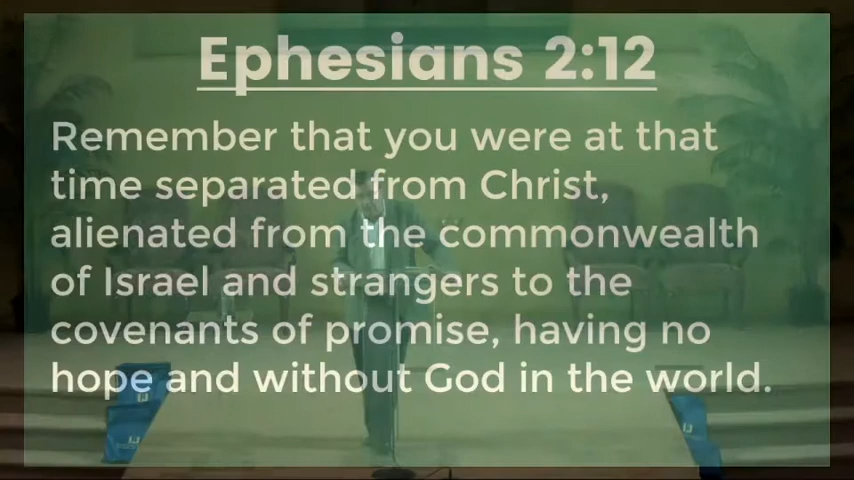 Ephesians 2:12
Remember that you were at that
time separated from Christ,
alienated from the commonwealth
of Israel and strangers to the
covenants of promise, having no
hope and without God in the world.